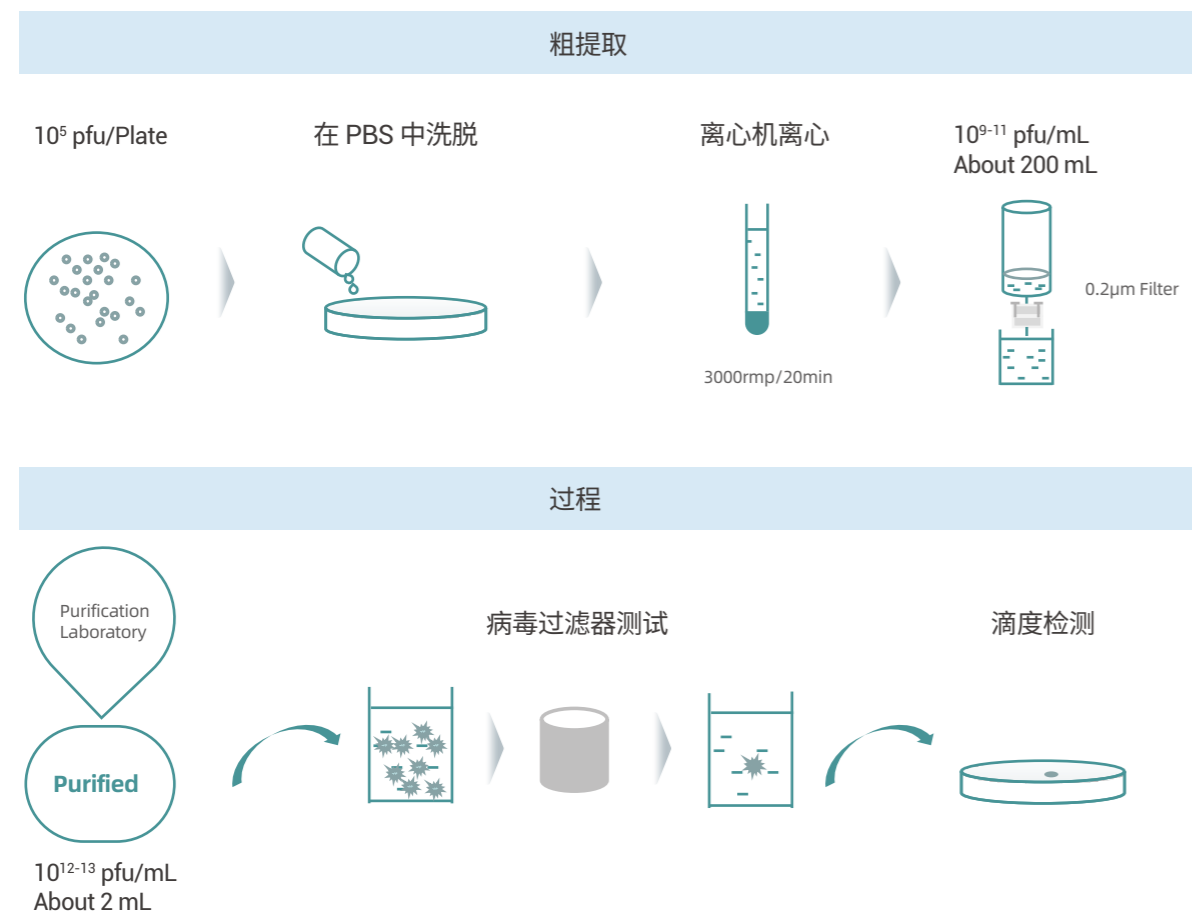 粗提取
10⁵ pfu/Plate
在 PBS 中洗脱
离心机离心
10⁹⁻¹¹ pfu/mL
About 200 mL
0.2μm Filter
3000rmp/20min
过程
Purification
Laboratory
病毒过滤器测试
滴度检测
Purified
10¹²⁻¹³ pfu/mL
About 2 mL